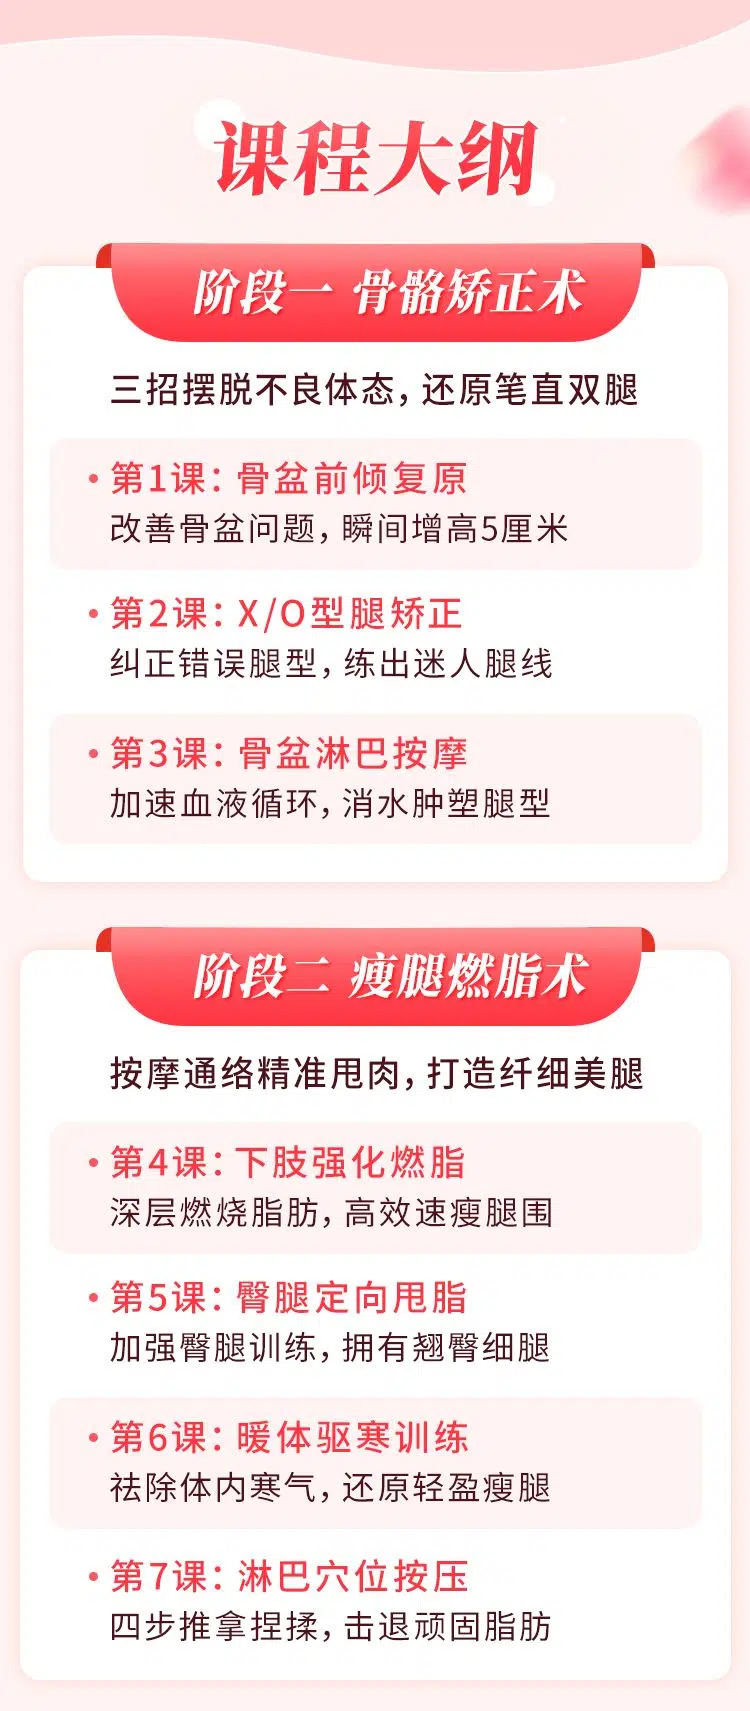 课程大纲
阶段一 骨骼矫正术
三招摆脱不良体态，还原笔直双腿
•第1课：骨盆前倾复原
改善骨盆问题，瞬间增高5厘米
•第2课：X/O型腿矫正
纠正错误腿型，练出迷人腿线
•第3课：骨盆淋巴按摩
加速血液循环，消水肿塑腿型
阶段二 瘦腿燃脂术
按摩通络精准甩肉，打造纤细美腿
•第4课：下肢强化燃脂
深层燃烧脂肪，高效速瘦腿围
•第5课：臀腿定向甩脂
加强臀腿训练，拥有翘臀细腿
•第6课：暖体驱寒训练
祛除体内寒气，还原轻盈瘦腿
•第7课：淋巴穴位按压
四步推拿捏揉，击退顽固脂肪